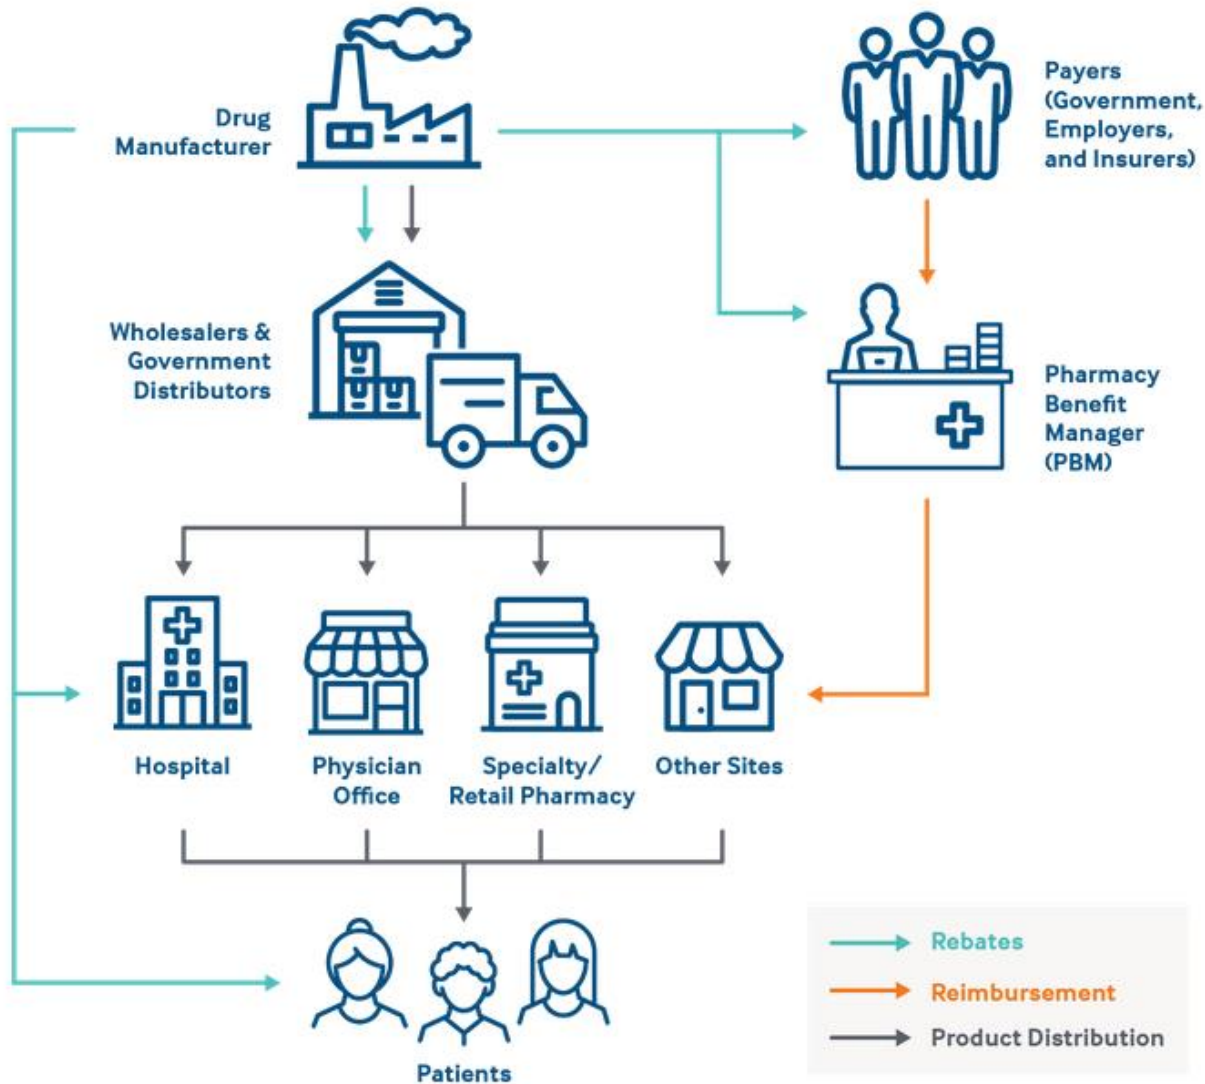 Drug
Manufacturer
Payers
(Government,
Employers,
and Insurers)
Wholesalers &
Government
Distributors
Pharmacy
Benefit
Manager
(PBM)
Hospital
Physician
Office
Specialty/
Retail Pharmacy
Other Sites
Rebates
Reimbursement
Product Distribution
Patients